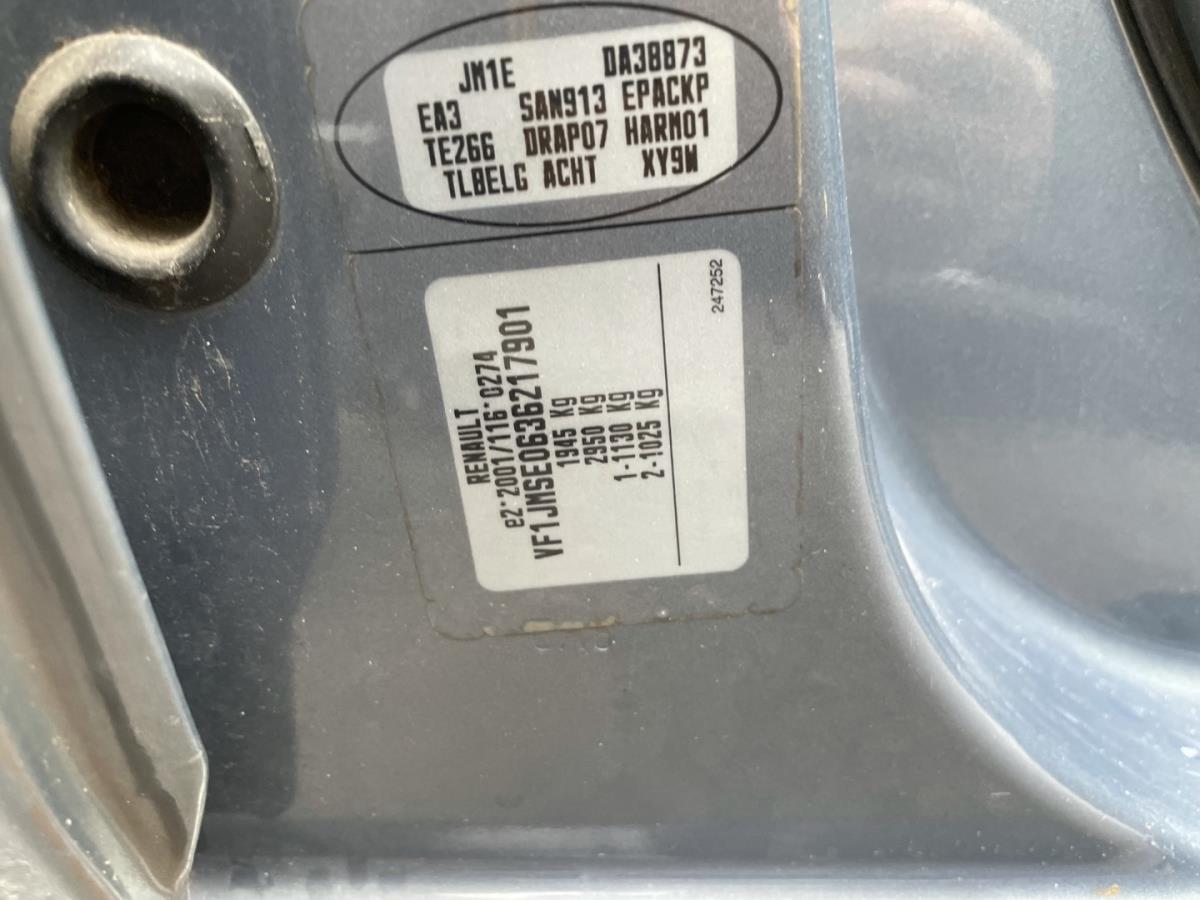 JM1E DA38873
EA3 SAN913 EPACKP
TE266 DRAP07 HARM01
TLBELG ACHT XY9W
RENAULT
e2*2001/116*0274
VF1JMSE0636217901
1945 Kg
2950 Kg
1-1130 Kg
2-1025 Kg
247252